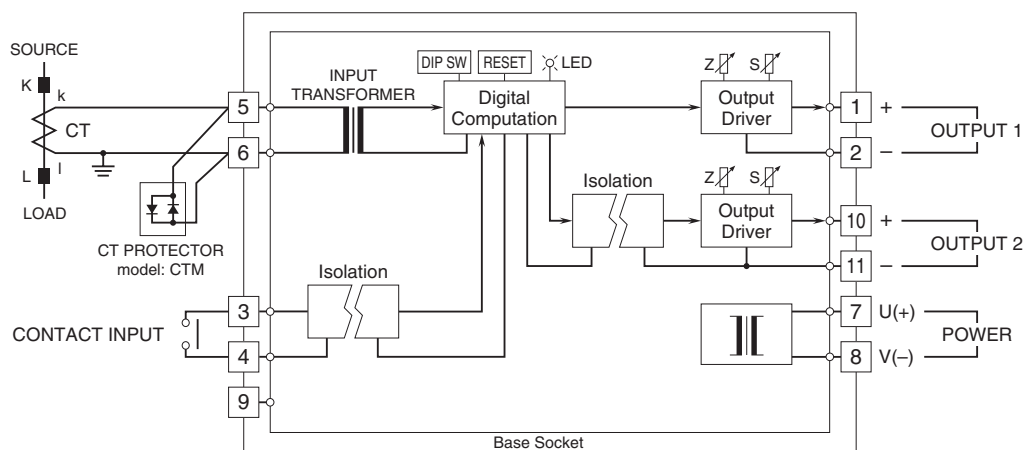 SOURCE
K
k
CT
L
l
LOAD
CT PROTECTOR
model: CTM
CONTACT INPUT
5
6
3
4
9
INPUT
TRANSFORMER
DIP SW
RESET
LED
Digital
Computation
Isolation
Isolation
Z
S
Output
Driver
Z
S
Output
Driver
1
+
2
–
OUTPUT 1
10
+
11
–
OUTPUT 2
7
U(+)
8
V(–)
POWER
Base Socket